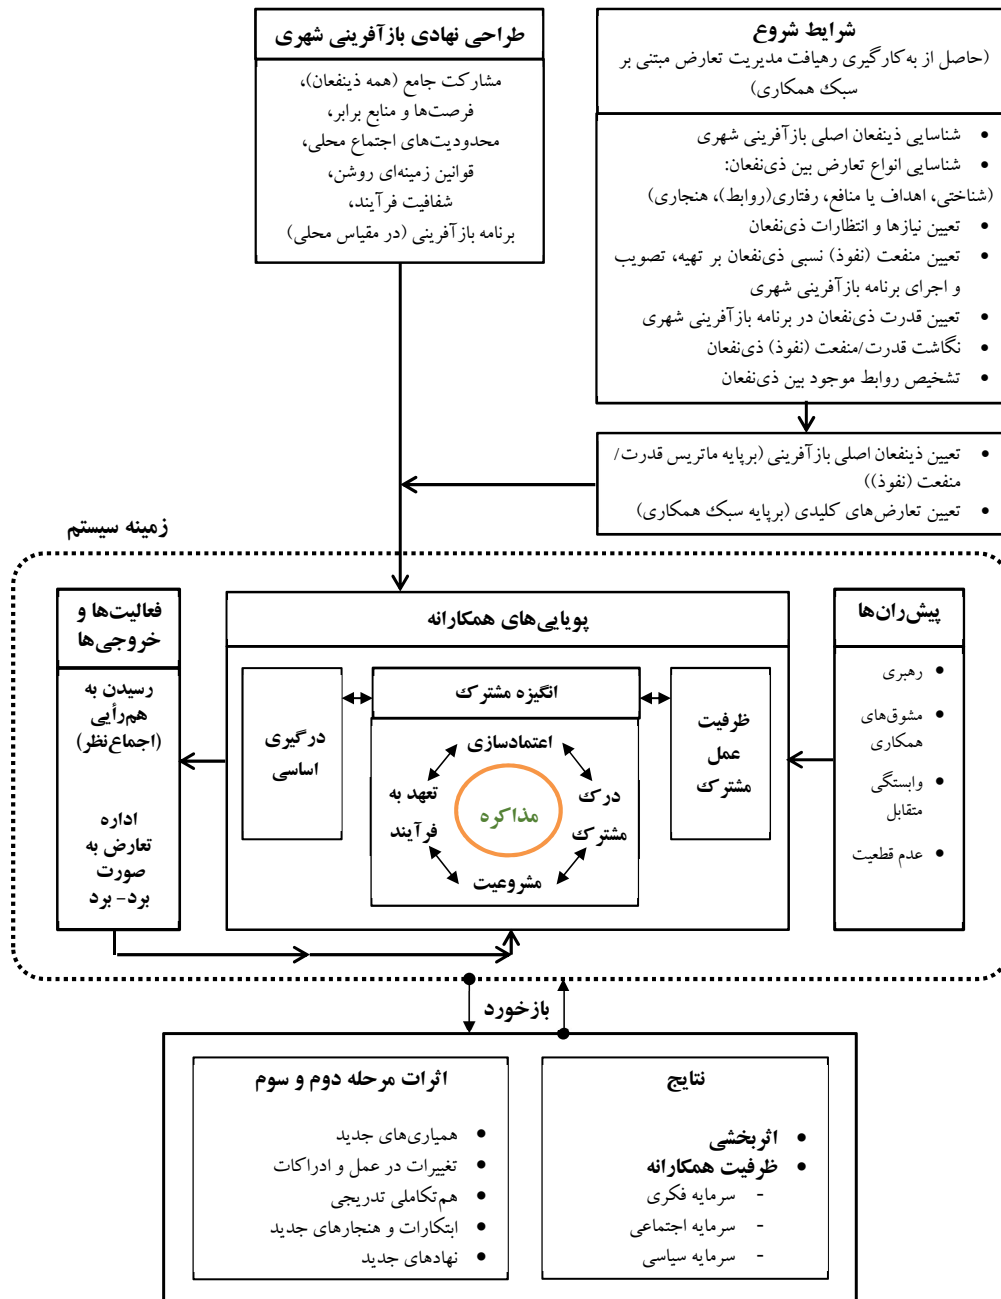 شرایط شروع
(حاصل از به‌کارگیری رهیافت مدیریت تعارض مبتنی بر
سبک همکاری)
شناسایی ذینفعان اصلی بازآفرینی شهری
شناسایی انواع تعارض بین ذی‌نفعان:
(شناختی، اهداف یا منافع، رفتاری(روابط)، هنجاری)
تعیین نیازها و انتظارات ذی‌نفعان
تعیین منفعت (نفوذ) نسبی ذی‌نفعان بر تهیه، تصویب
و اجرای برنامه بازآفرینی شهری
تعیین قدرت ذی‌نفعان در برنامه بازآفرینی شهری
نگاشت قدرت/منفعت (نفوذ) ذی‌نفعان
تشخیص روابط موجود بین ذی‌نفعان
طراحی نهادی بازآفرینی شهری
مشارکت جامع (همه ذینفعان)،
فرصت‌ها و منابع برابر،
محدودیت‌های اجتماع محلی،
قوانین زمینه‌ای روشن،
شفافیت فرآیند،
برنامه بازآفرینی (در مقیاس محلی)
تعیین ذینفعان اصلی بازآفرینی (برپایه ماتریس قدرت/
منفعت (نفوذ))
تعیین تعارض‌های کلیدی (برپایه سبک همکاری)
زمینه سیستم
پیش‌ران‌ها
رهبری
مشوق‌های
همکاری
وابستگی
متقابل
عدم قطعیت
پویایی‌های همکارانه
ظرفیت
عمل
مشترک
انگیزه مشترک
اعتمادسازی
درک
مشترک
مذاکره
تعهد به
فرآیند
مشروعیت
درگیری
اساسی
فعالیت‌ها و
خروجی‌ها
رسیدن به
هم‌رأیی
(اجماع‌نظر)
اداره
تعارض به
صورت
برد- برد
بازخورد
نتایج
اثربخشی
ظرفیت همکارانه
- سرمایه فکری
- سرمایه اجتماعی
- سرمایه سیاسی
اثرات مرحله دوم و سوم
همیاری‌های جدید
تغییرات در عمل و ادراکات
هم‌تکاملی تدریجی
ابتکارات و هنجارهای جدید
نهادهای جدید